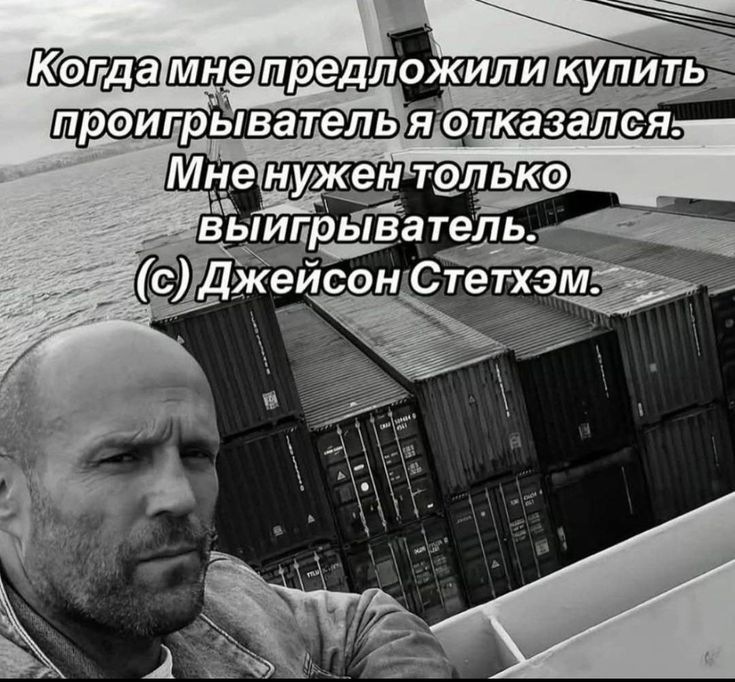 Когда мне предложили купить
проигрыватель я отказался.
Мне нужен только
выигрыватель.
(с) Джейсон Стетхэм.